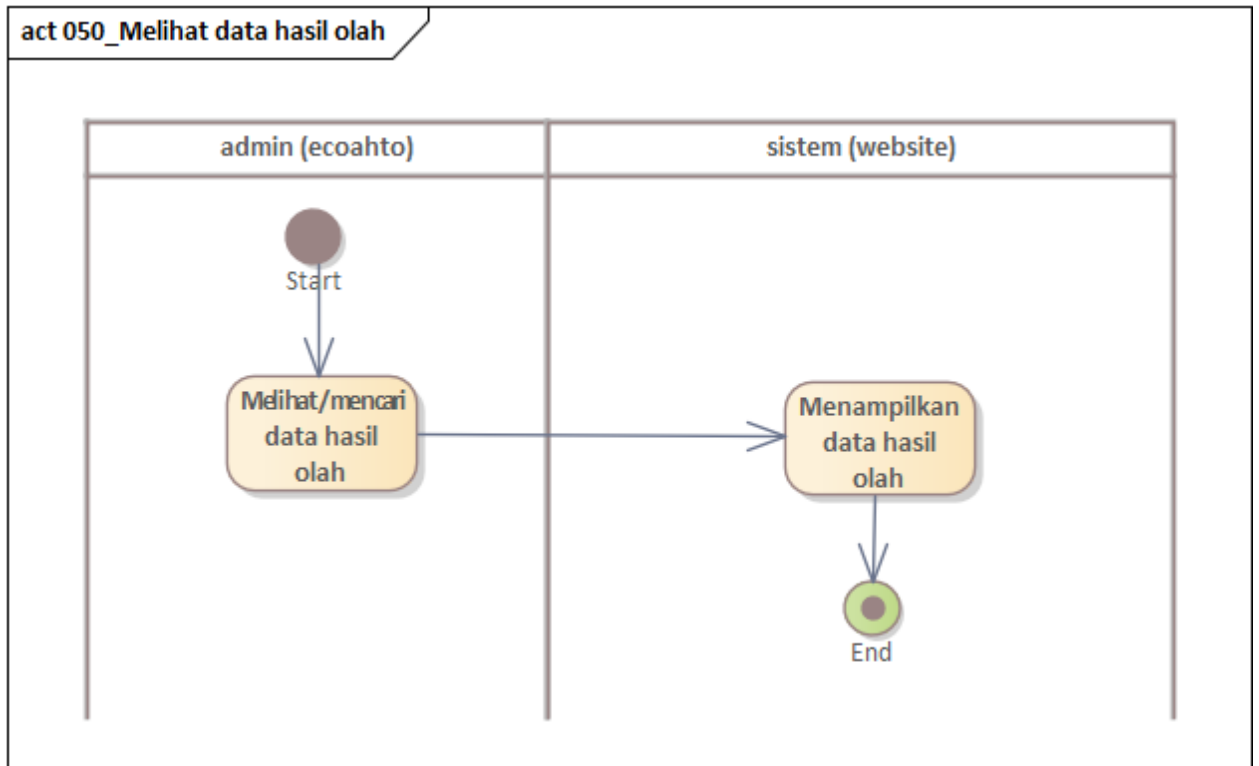 act 050_Melihat data hasil olah
admin (ecoahto)
sistem (website)
Start
Melihat/mencari
data hasil
olah
Menampilkan
data hasil
olah
End